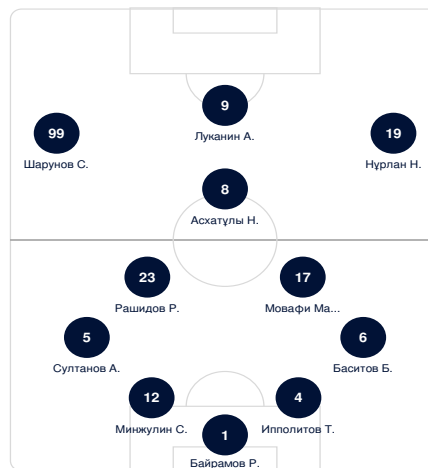 9
Луканин А.
99
Шарунов С.
19
Нұрлан Н.
8
Асхатұлы Н.
23
Рашидов Р.
17
Мовафи Ма...
5
Султанов А.
6
Баситов Б.
12
Минжулин С.
4
Ипполитов Т.
1
Байрамов Р.